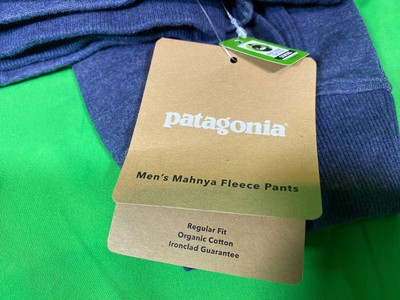 patagonia
Men's Mahnya Fleece Pants
Regular Fit
Organic Cotton
Ironclad Guarantee